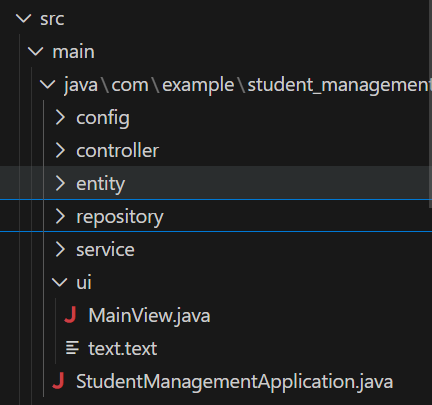 src
main
java\com\example\student_management
config
controller
entity
repository
service
ui
MainView.java
text.text
StudentManagementApplication.java